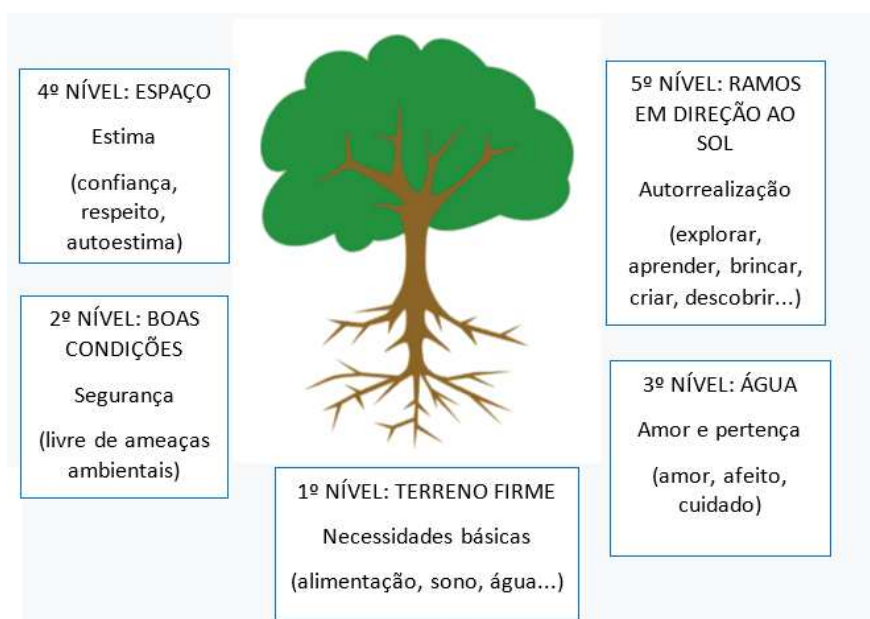 4º NÍVEL: ESPAÇO
Estima
(confiança,
respeito,
autoestima)
5º NÍVEL: RAMOS
EM DIREÇÃO AO
SOL
Autorrealização
(explorar,
aprender, brincar,
criar, descobrir...)
2º NÍVEL: BOAS
CONDIÇÕES
Segurança
(livre de ameaças
ambientais)
3º NÍVEL: ÁGUA
Amor e pertença
(amor, afeito,
cuidado)
1º NÍVEL: TERRENO FIRME
Necessidades básicas
(alimentação, sono, água...)